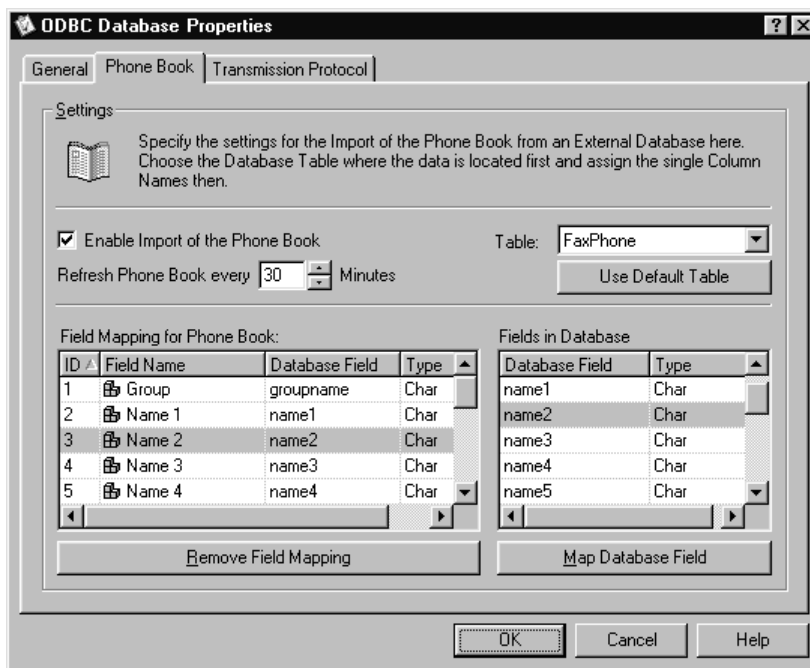 ODBC Database Properties
General Phone Book Transmission Protocol
Settings
Specify the settings for the Import of the Phone Book from an External Database here.
Choose the Database Table where the data is located first and assign the single Column
Names then.
Enable Import of the Phone Book Table: FaxPhone
Refresh Phone Book every 30 Minutes Use Default Table
Field Mapping for Phone Book: Fields in Database
ID Field Name Database Field Type Database Field Type
1 Group groupname Char name1 Char
2 Name 1 name1 Char name2 Char
3 Name 2 name2 Char name3 Char
4 Name 3 name3 Char name4 Char
5 Name 4 name4 Char name5 Char
Remove Field Mapping Map Database Field
OK Cancel Help